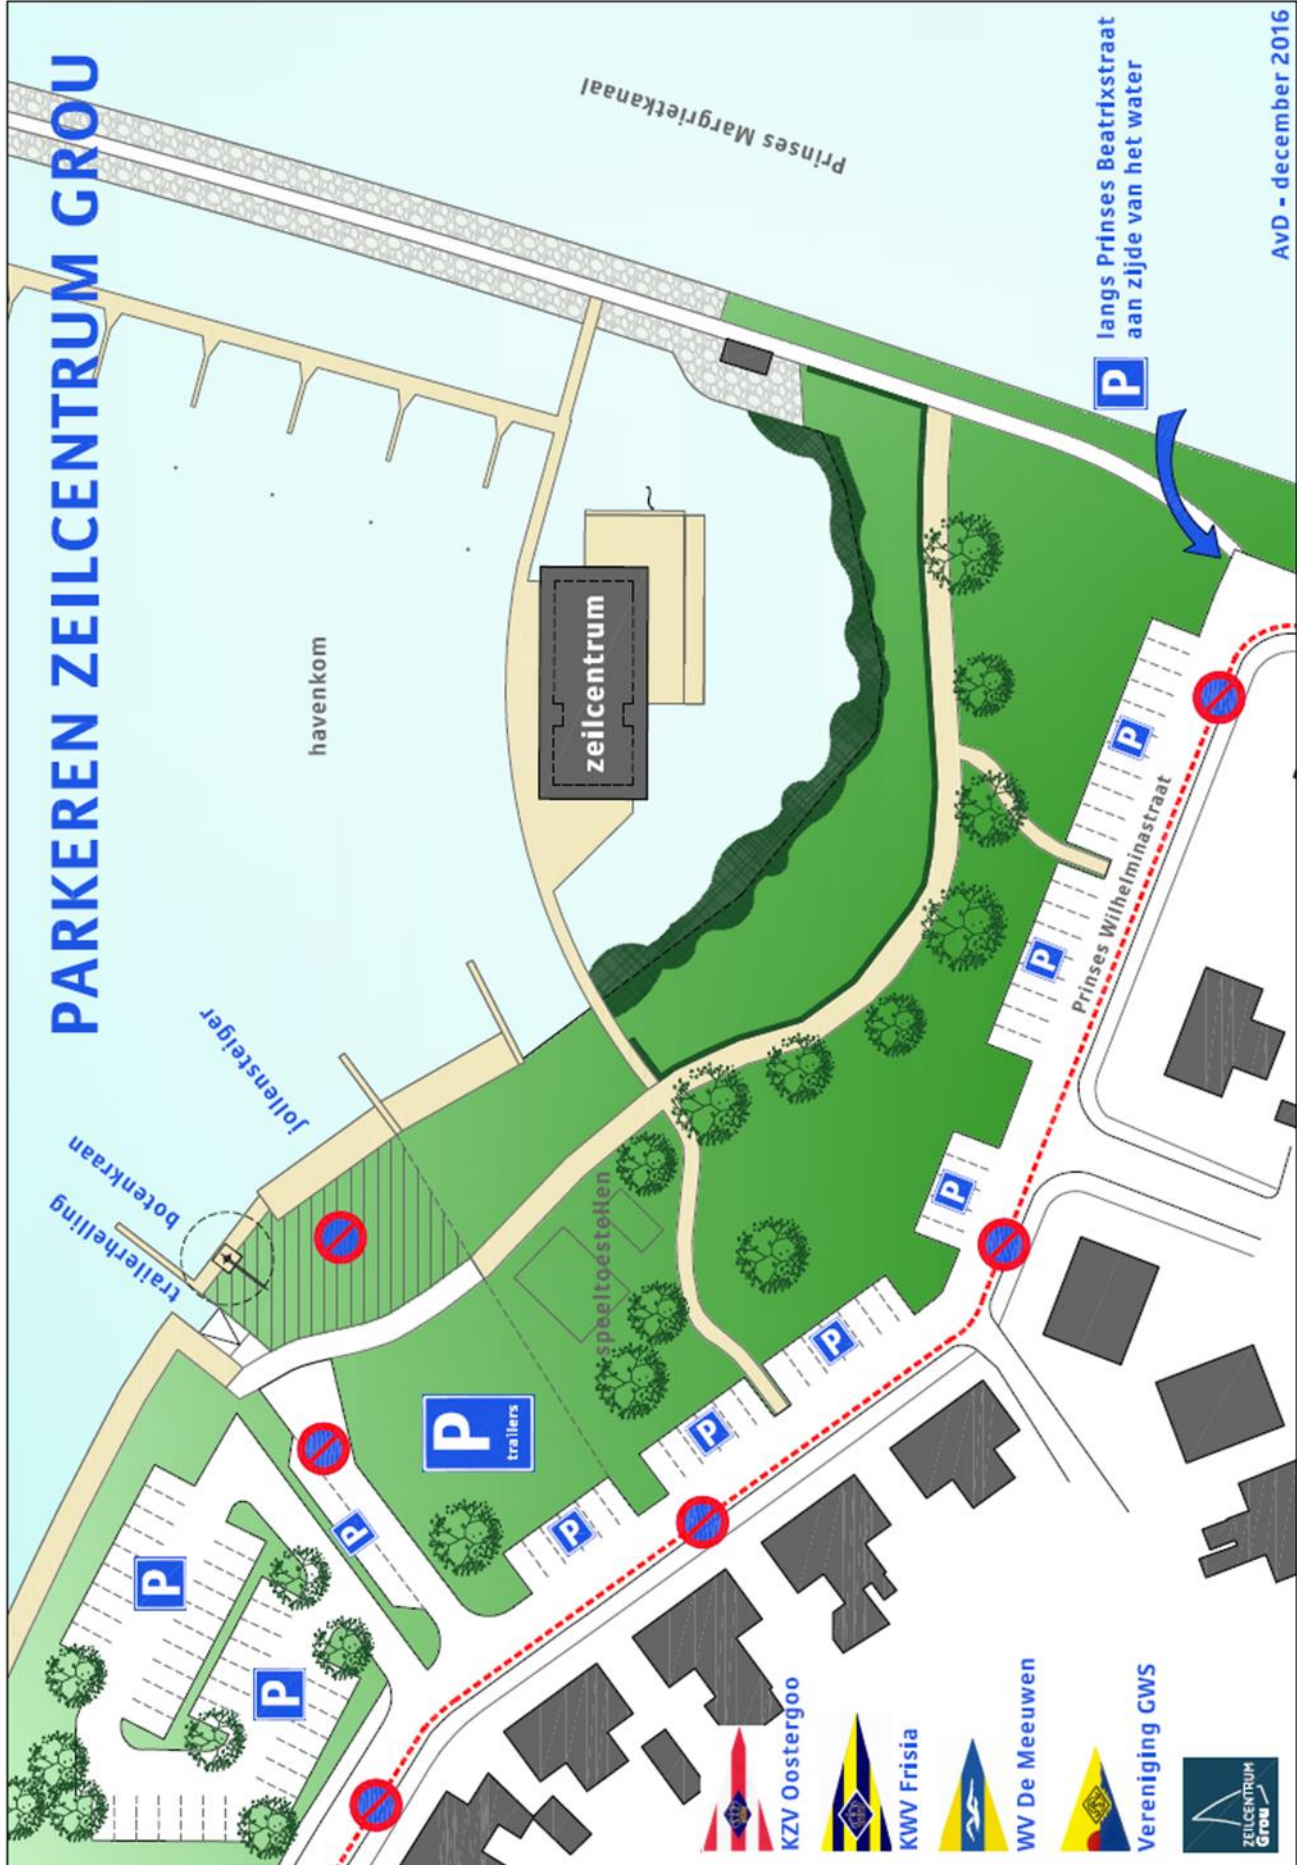 PARKEREN ZEILCENTRUM GROU
Prinses Margrietkanaal
havenkom
zeilcentrum
jollensteiger
botenkraan
trailerhelling
speeltoestellen
P
langs Prinses Beatrixstraat
aan zijde van het water
Prinses Wilhelminastraat
P
P
P
P
P
P
P
trailers
P
P
P
KZV Oostergoo
KWV Frisia
WV De Meeuwen
Vereniging GWS
ZEILCENTRUM
Grou
AvD - december 2016